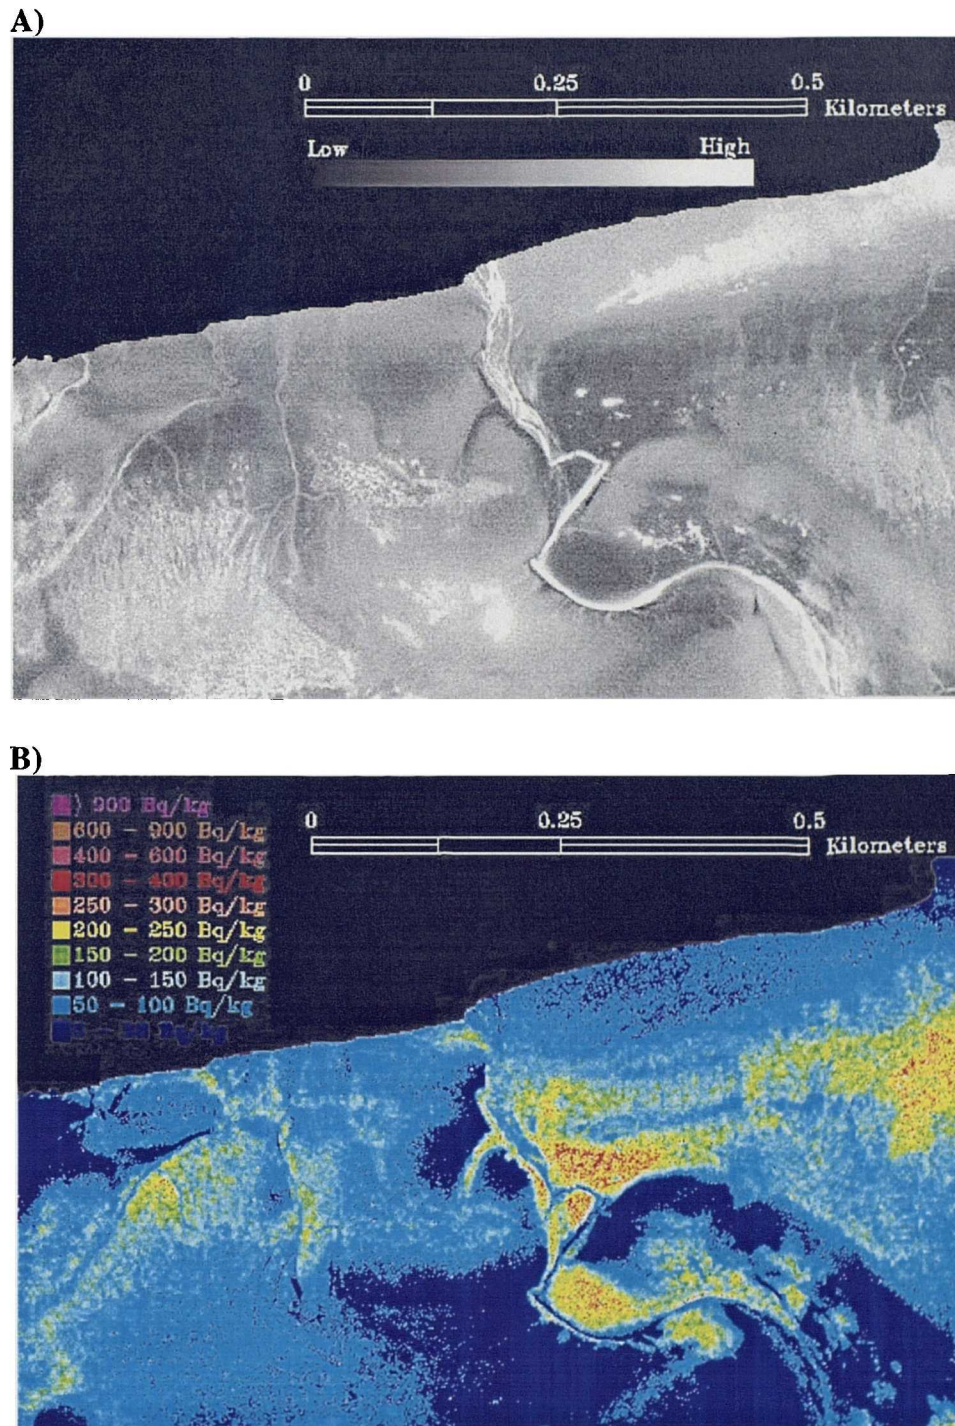 A)
0 0.25 0.5
Kilometers
Low High
B)
> 900 Bq/kg
600 - 900 Bq/kg
400 - 600 Bq/kg
300 - 400 Bq/kg
250 - 300 Bq/kg
200 - 250 Bq/kg
150 - 200 Bq/kg
100 - 150 Bq/kg
50 - 100 Bq/kg
0 0.25 0.5
Kilometers